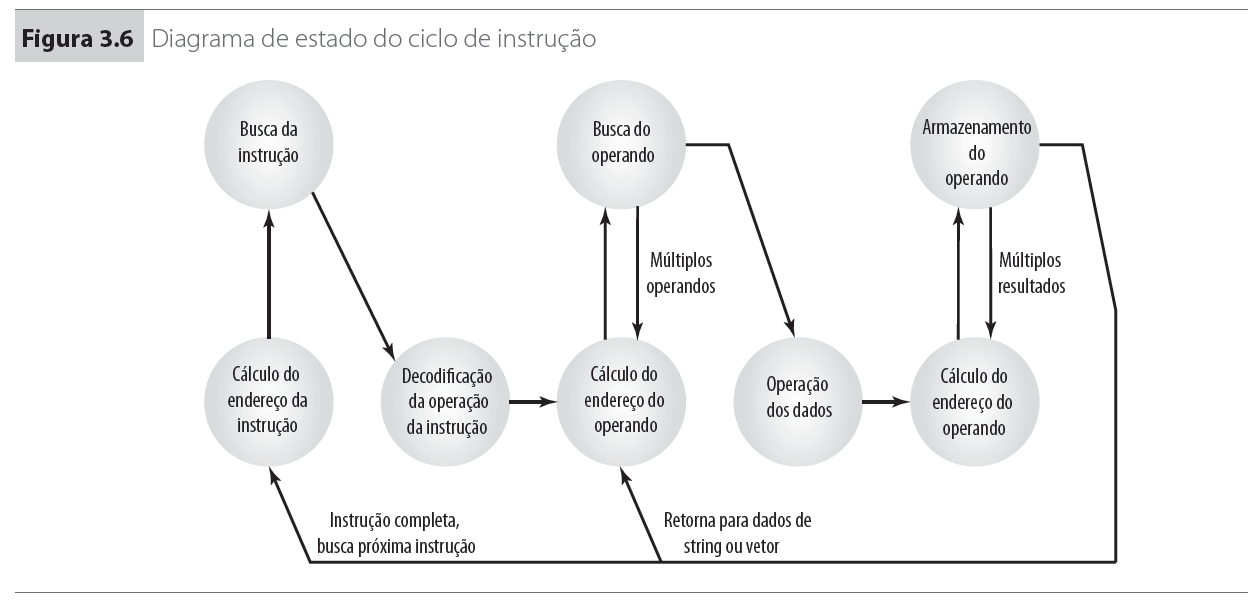 Figura 3.6 Diagrama de estado do ciclo de instrução
Busca da
instrução
Busca do
operando
Armazenamento
do
operando
Múltiplos
operandos
Múltiplos
resultados
Cálculo do
endereço da
instrução
Decodificação
da operação
da instrução
Cálculo do
endereço do
operando
Operação
dos dados
Cálculo do
endereço do
operando
Instrução completa,
busca próxima instrução
Retorna para dados de
string ou vetor